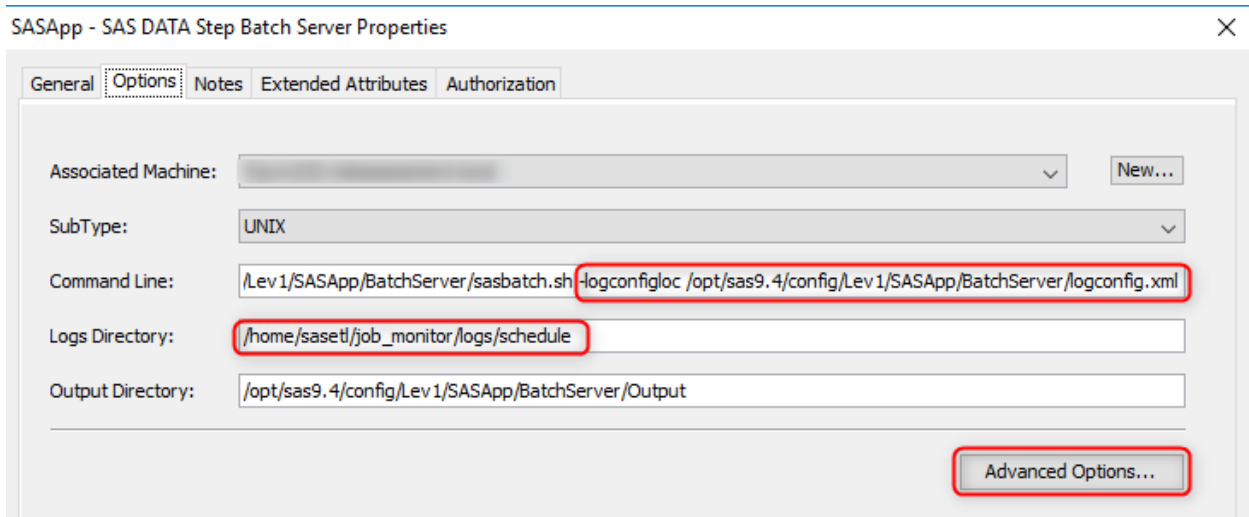 SASApp - SAS DATA Step Batch Server Properties
General Options Notes Extended Attributes Authorization
Associated Machine: New...
SubType: UNIX
Command Line: /Lev1/SASApp/BatchServer/sasbatch.sh -logconfigloc /opt/sas9.4/config/Lev1/SASApp/BatchServer/logconfig.xml
Logs Directory: /home/sasetl/job_monitor/logs/schedule
Output Directory: /opt/sas9.4/config/Lev1/SASApp/BatchServer/Output
Advanced Options...